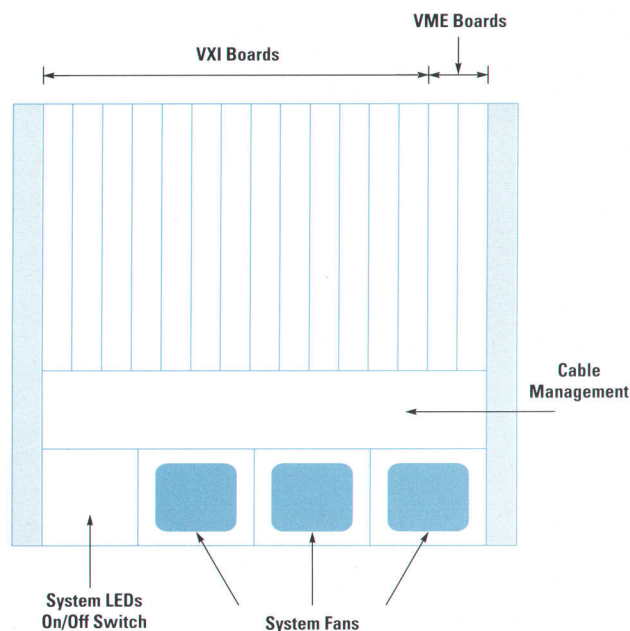 VME Boards
VXI Boards
Cable
Management
System LEDs
On/Off Switch
System Fans